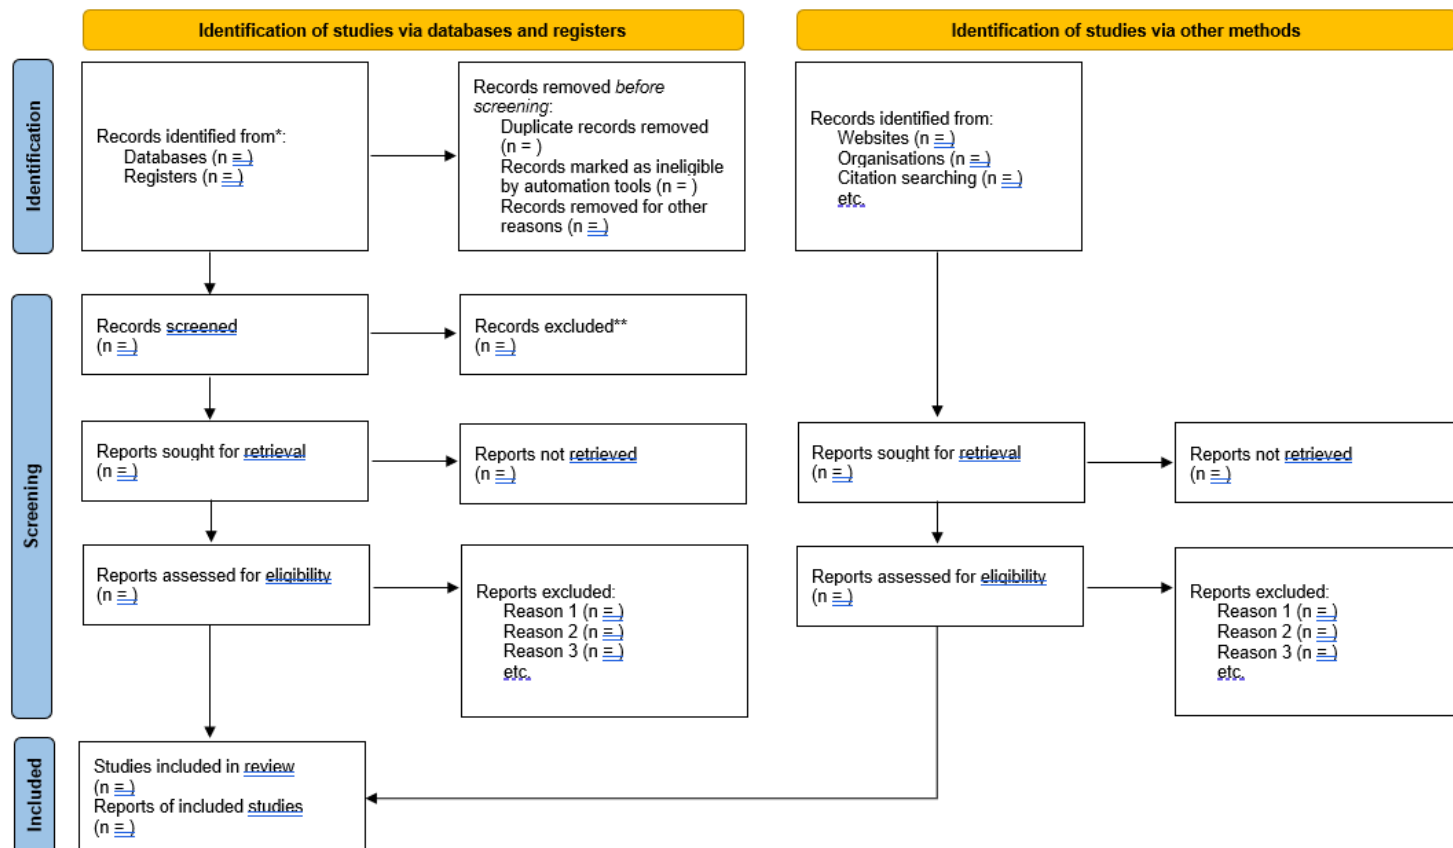 Identification of studies via databases and registers
Identification of studies via other methods
Identification
Records identified from*:
Databases (n = )
Registers (n = )
Records removed before
screening:
Duplicate records removed
(n = )
Records marked as ineligible
by automation tools (n = )
Records removed for other
reasons (n = )
Records identified from:
Websites (n = )
Organisations (n = )
Citation searching (n = )
etc.
Screening
Records screened
(n = )
Records excluded**
(n = )
Reports sought for retrieval
(n = )
Reports not retrieved
(n = )
Reports sought for retrieval
(n = )
Reports not retrieved
(n = )
Reports assessed for eligibility
(n = )
Reports excluded:
Reason 1 (n = )
Reason 2 (n = )
Reason 3 (n = )
etc.
Reports assessed for eligibility
(n = )
Reports excluded:
Reason 1 (n = )
Reason 2 (n = )
Reason 3 (n = )
etc.
Included
Studies included in review
(n = )
Reports of included studies
(n = )